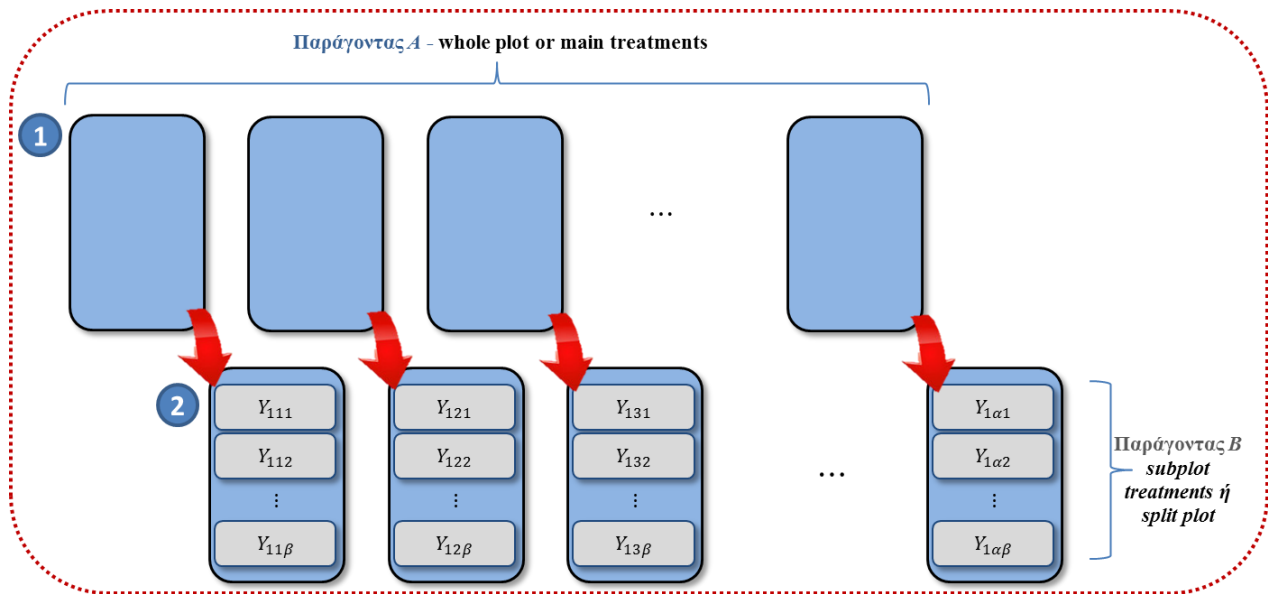 Παράγοντας A - whole plot or main treatments
1
...
2
Y₁₁₁ Y₁₂₁ Y₁₃₁ Y₁α₁
Y₁₁₂ Y₁₂₂ Y₁₃₂ ... Y₁α₂
⋮ ⋮ ⋮ ⋮
Y₁₁β Y₁₂β Y₁₃β Y₁αβ
Παράγοντας B
subplot
treatments ή
split plot